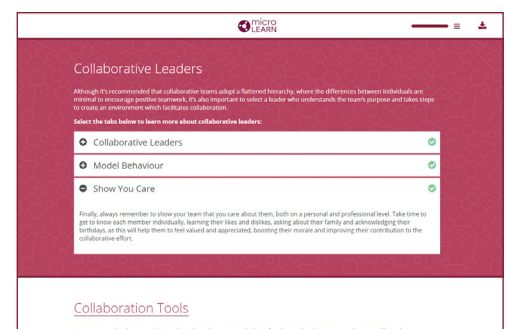 micro
LEARN
Collaborative Leaders
Although it's recommended that collaborative teams adopt a flattened hierarchy, where the differences between individuals are
minimal to encourage positive teamwork, it's also important to select a leader who understands the team's purpose and takes steps
to create an environment which facilitates collaboration.
Select the tabs below to learn more about collaborative leaders:
Collaborative Leaders
Model Behaviour
Show You Care
Finally, always remember to show your team that you care about them, both on a personal and professional level. Take time to
get to know each member individually, learning their likes and dislikes, asking about their family and acknowledging their
birthdays, as this will help them to feel valued and appreciated, boosting their morale and improving their contribution to the
collaborative effort.
Collaboration Tools